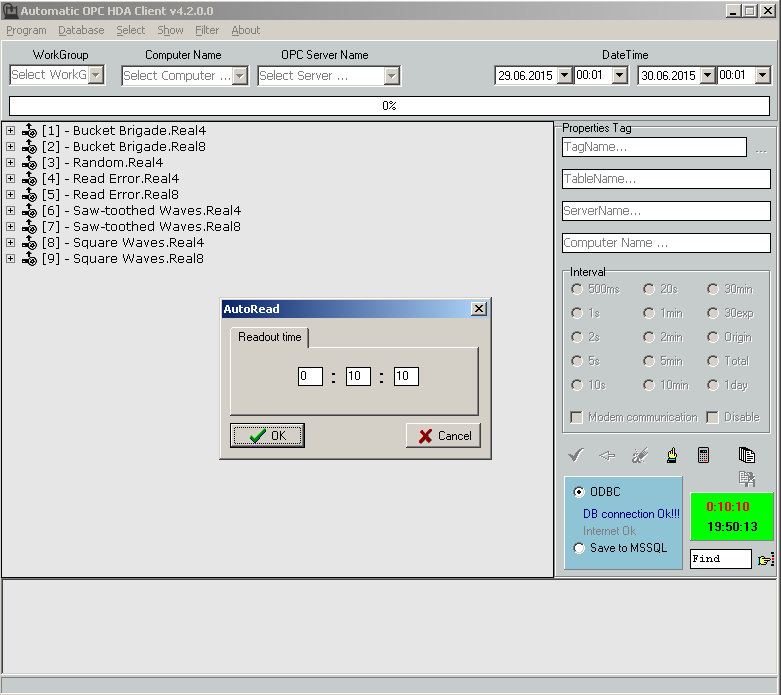 Automatic OPC HDA Client v4.2.0.0
Program Database Select Show Filter About
WorkGroup Computer Name OPC Server Name DateTime
Select WorkG Select Computer ... Select Server ... 29.06.2015 00:01 30.06.2015 00:01
0%
[1] - Bucket Brigade.Real4
[2] - Bucket Brigade.Real8
[3] - Random.Real4
[4] - Read Error.Real4
[5] - Read Error.Real8
[6] - Saw-toothed Waves.Real4
[7] - Saw-toothed Waves.Real8
[8] - Square Waves.Real4
[9] - Square Waves.Real8
AutoRead
Readout time
0 : 10 : 10
OK Cancel
Properties Tag
TagName... ...
TableName...
ServerName...
Computer Name ...
Interval
500ms 20s 30min
1s 1min 30exp
2s 2min Origin
5s 5min Total
10s 10min 1day
Modem communication Disable
ODBC
DB connection Ok!!!
Internet Ok
Save to MSSQL
0:10:10
19:50:13
Find